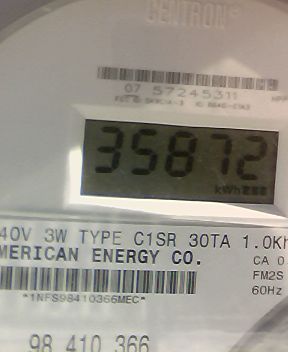 CENTRON®
07 57245311
35872
kWh
40V 3W TYPE C1SR 30TA 1.0Kh
MERICAN ENERGY CO.
CA 0
FM2S
*1NFS98410366MEC*
60Hz
98 410 366